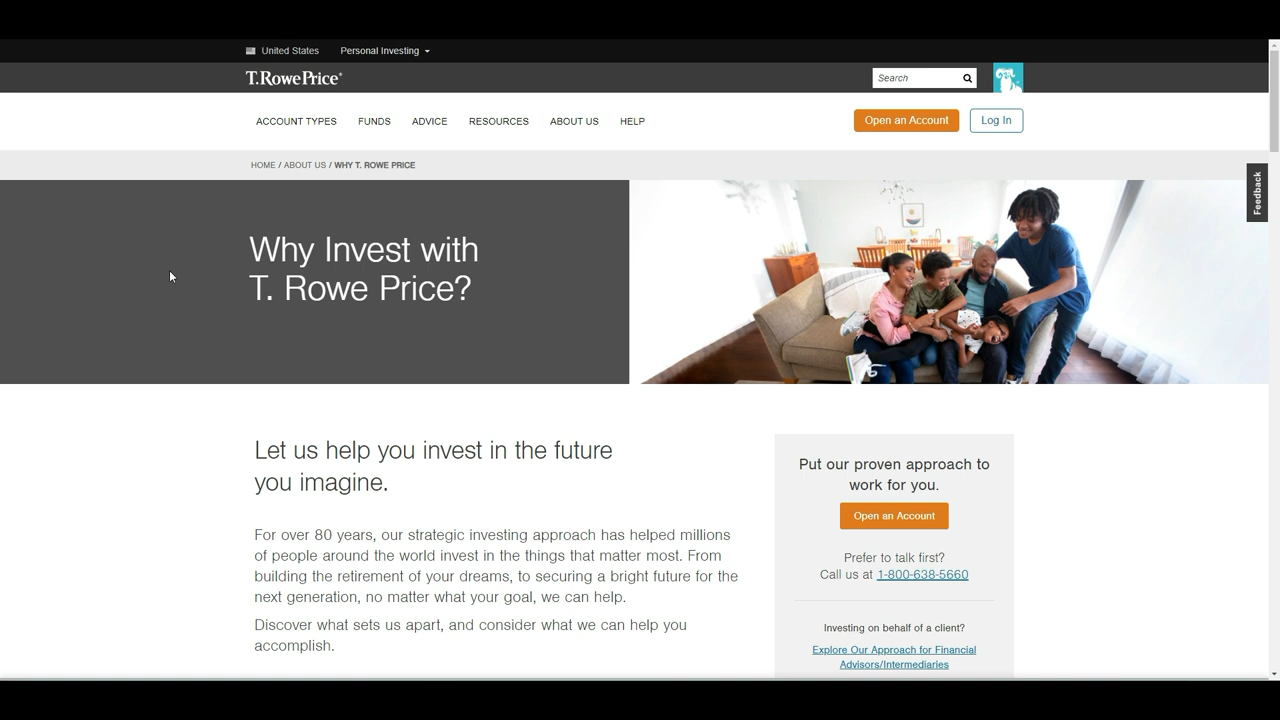 United States
Personal Investing
T.RowePrice
Search
ACCOUNT TYPES
FUNDS
ADVICE
RESOURCES
ABOUT US
HELP
Open an Account
Log In
HOME / ABOUT US / WHY T. ROWE PRICE
Feedback
Why Invest with
T. Rowe Price?
Let us help you invest in the future
you imagine.
For over 80 years, our strategic investing approach has helped millions
of people around the world invest in the things that matter most. From
building the retirement of your dreams, to securing a bright future for the
next generation, no matter what your goal, we can help.
Discover what sets us apart, and consider what we can help you
accomplish.
Put our proven approach to
work for you.
Open an Account
Prefer to talk first?
Call us at 1-800-638-5660
Investing on behalf of a client?
Explore Our Approach for Financial
Advisors/Intermediaries